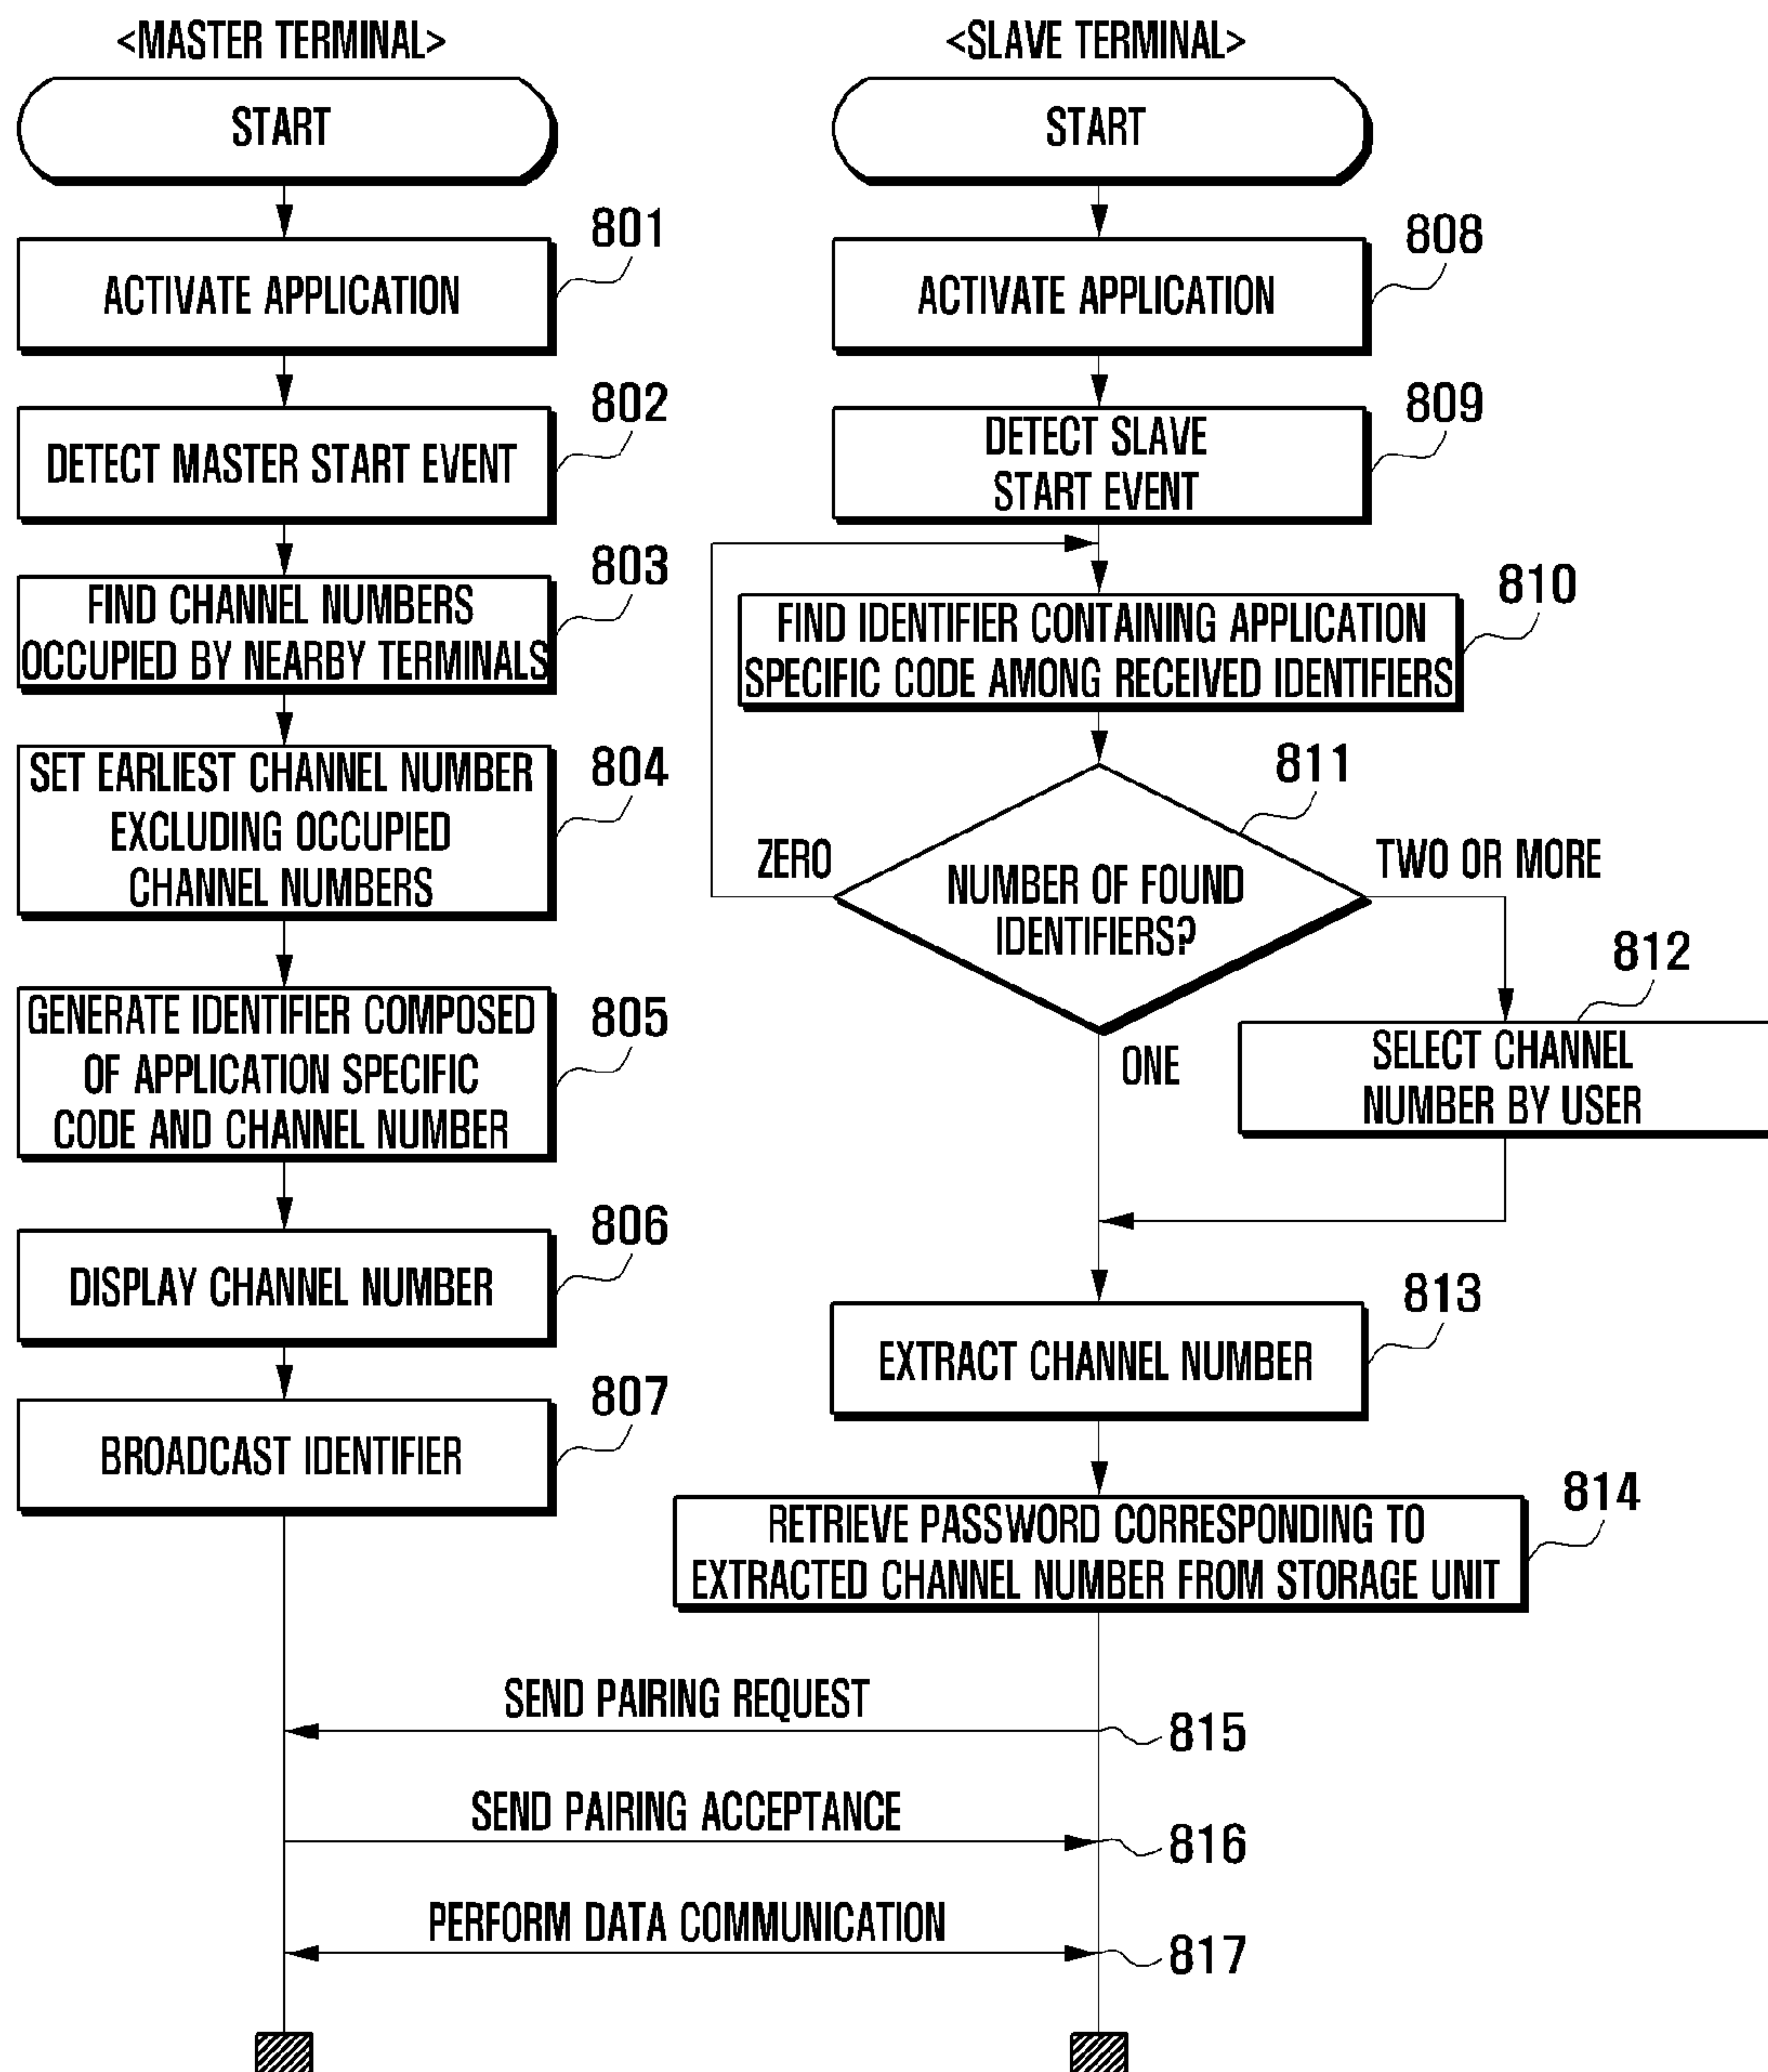 <MASTER TERMINAL>
START
801
ACTIVATE APPLICATION
802
DETECT MASTER START EVENT
803
FIND CHANNEL NUMBERS
OCCUPIED BY NEARBY TERMINALS
804
SET EARLIEST CHANNEL NUMBER
EXCLUDING OCCUPIED
CHANNEL NUMBERS
805
GENERATE IDENTIFIER COMPOSED
OF APPLICATION SPECIFIC
CODE AND CHANNEL NUMBER
806
DISPLAY CHANNEL NUMBER
807
BROADCAST IDENTIFIER
<SLAVE TERMINAL>
START
808
ACTIVATE APPLICATION
809
DETECT SLAVE
START EVENT
810
FIND IDENTIFIER CONTAINING APPLICATION
SPECIFIC CODE AMONG RECEIVED IDENTIFIERS
811
ZERO
TWO OR MORE
NUMBER OF FOUND
IDENTIFIERS?
812
ONE
SELECT CHANNEL
NUMBER BY USER
813
EXTRACT CHANNEL NUMBER
814
RETRIEVE PASSWORD CORRESPONDING TO
EXTRACTED CHANNEL NUMBER FROM STORAGE UNIT
SEND PAIRING REQUEST
815
SEND PAIRING ACCEPTANCE
816
PERFORM DATA COMMUNICATION
817